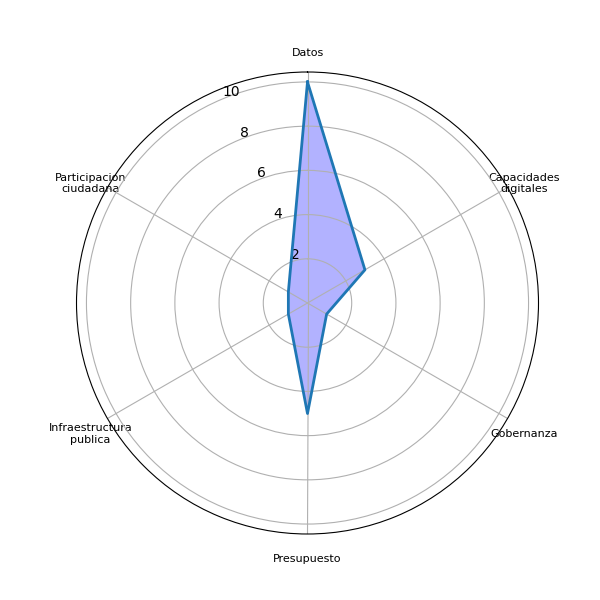 Datos
10
8
6
4
2
Participacion
ciudadana
Capacidades
digitales
Infraestructura
publica
Gobernanza
Presupuesto